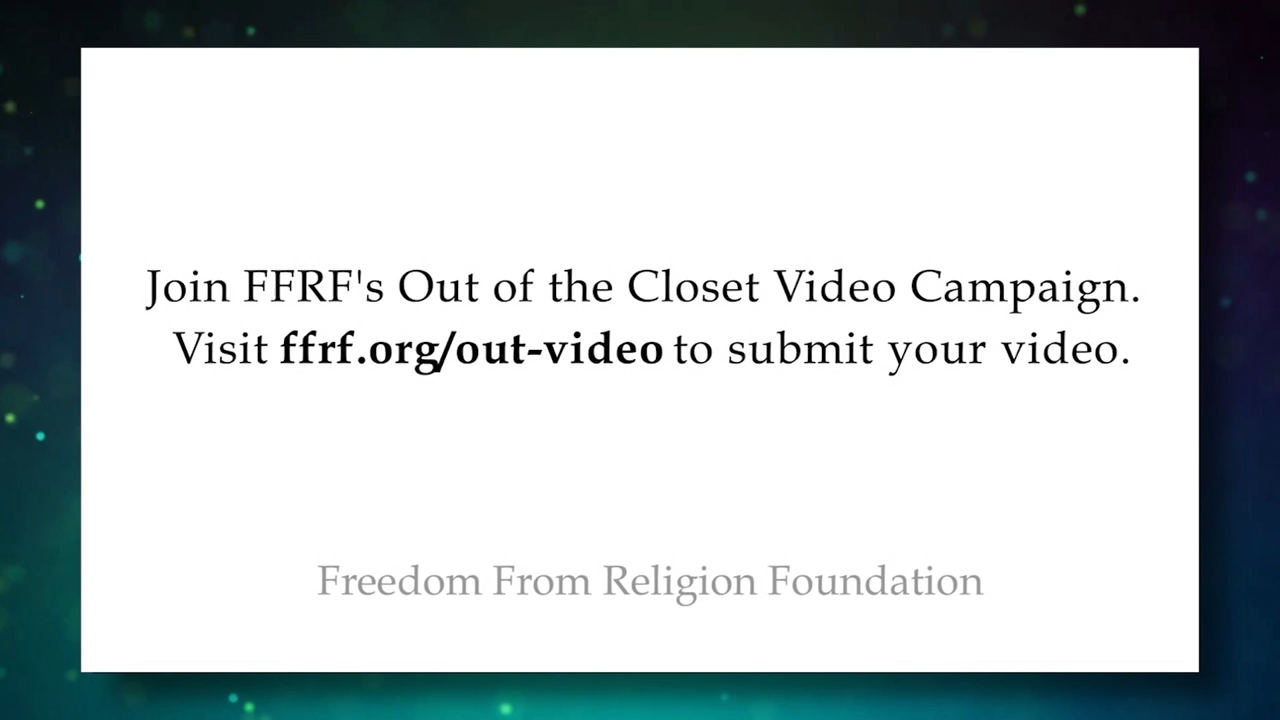 Join FFRF's Out of the Closet Video Campaign.
Visit ffrf.org/out-video to submit your video.
Freedom From Religion Foundation